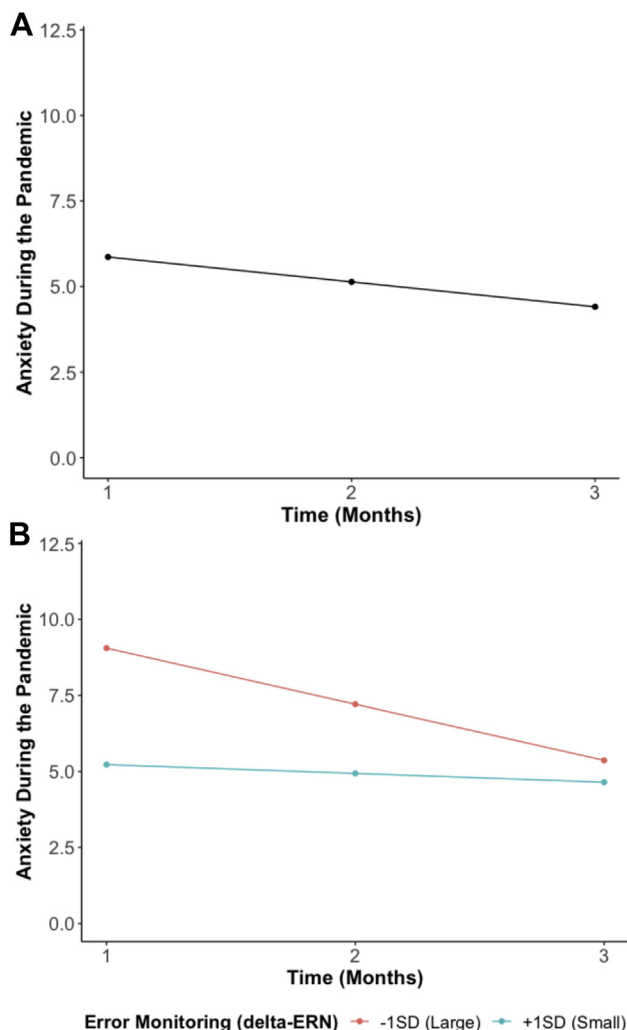 A
12.5
10.0
7.5
5.0
2.5
0.0
Anxiety During the Pandemic
1 2 3
Time (Months)
B
12.5
10.0
7.5
5.0
2.5
0.0
Anxiety During the Pandemic
1 2 3
Time (Months)
Error Monitoring (delta-ERN) -1SD (Large) +1SD (Small)